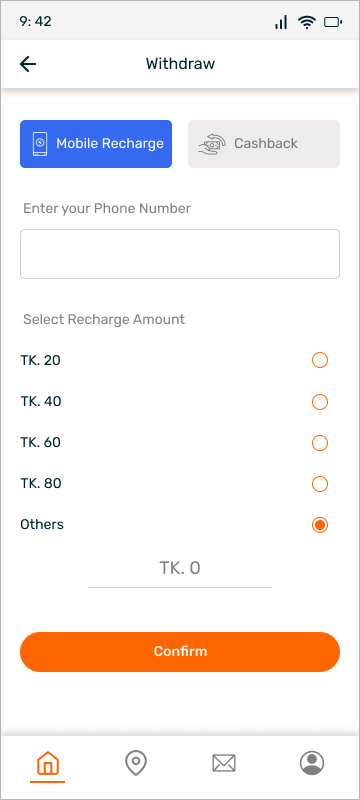 9: 42
Withdraw
Mobile Recharge
Cashback
Enter your Phone Number
Select Recharge Amount
TK. 20
TK. 40
TK. 60
TK. 80
Others
TK. 0
Confirm